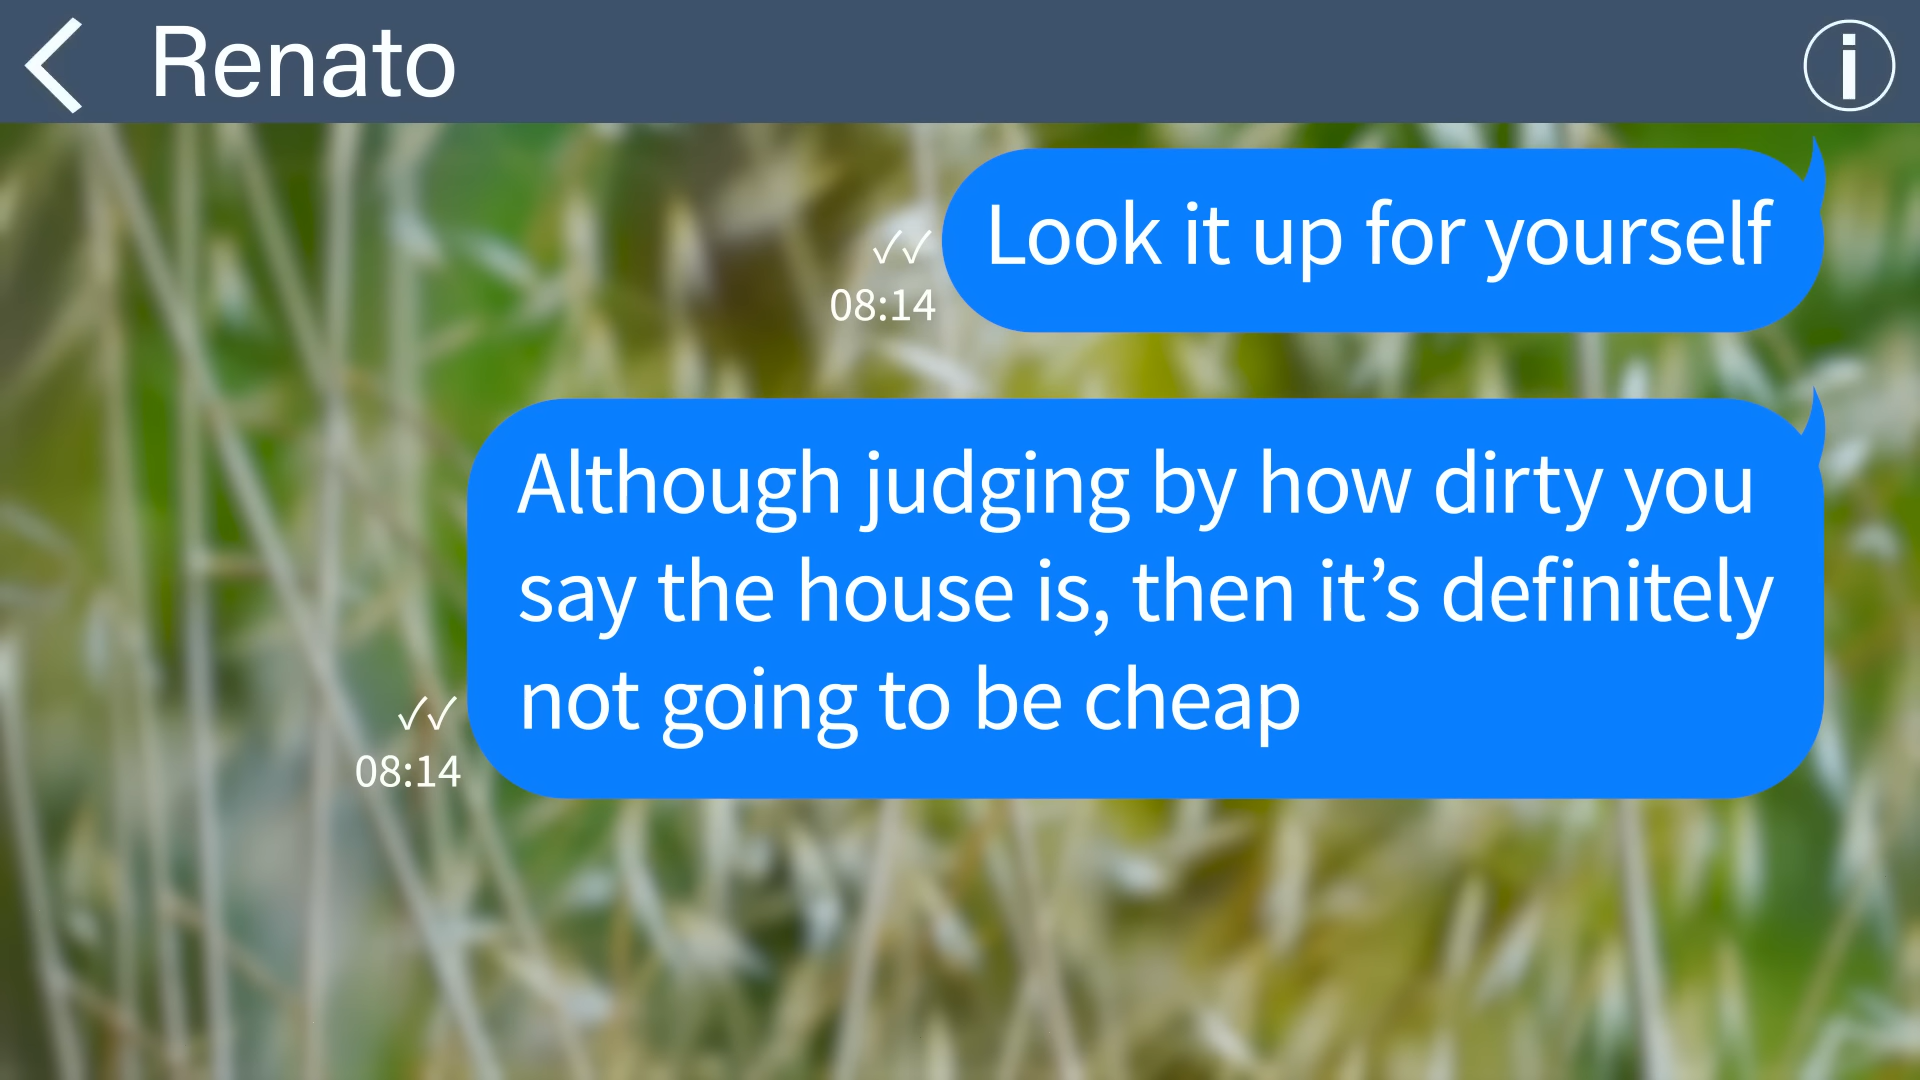 Renato
Look it up for yourself
✓✓
08:14
Although judging by how dirty you
say the house is, then it’s definitely
not going to be cheap
✓✓
08:14